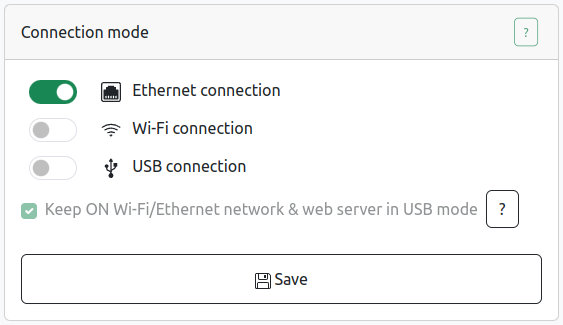 Connection mode
?
Ethernet connection
Wi-Fi connection
USB connection
Keep ON Wi-Fi/Ethernet network & web server in USB mode ?
Save